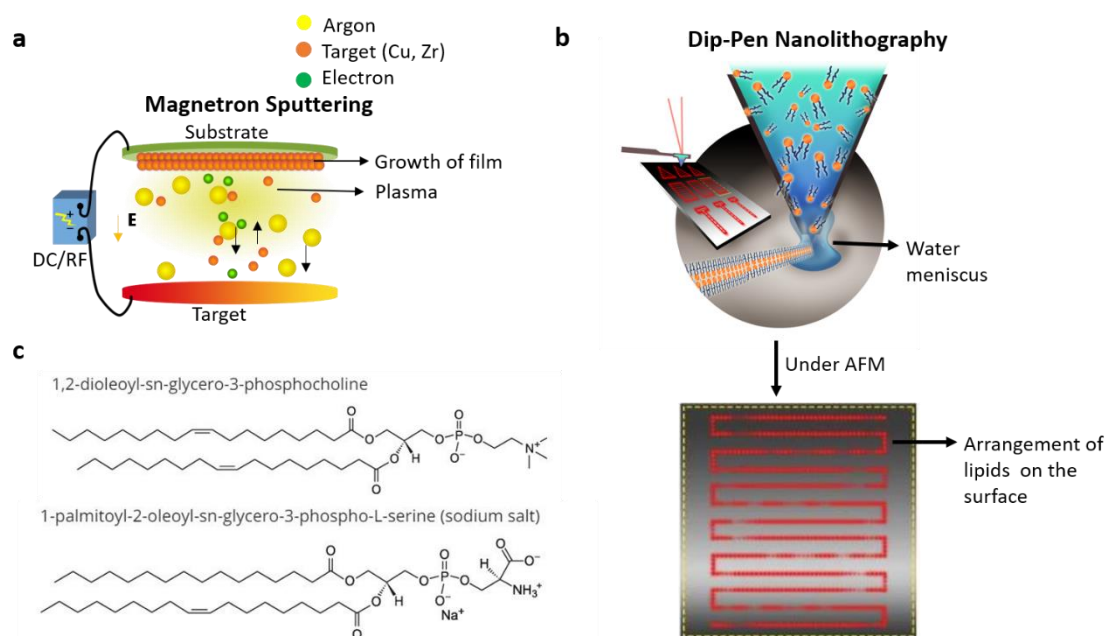 a
Argon
Target (Cu, Zr)
Electron
Magnetron Sputtering
Substrate
Growth of film
Plasma
+
−
E
DC/RF
Target
b
Dip-Pen Nanolithography
Water
meniscus
Under AFM
Arrangement of
lipids on the
surface
c
1,2-dioleoyl-sn-glycero-3-phosphocholine
O
O
O
O
P
O
O⁻
N⁺
O
H
O
1-palmitoyl-2-oleoyl-sn-glycero-3-phospho-L-serine (sodium salt)
O
O
O
O
P
O
O⁻
Na⁺
O
O⁻
H
NH₃⁺
O
H
O